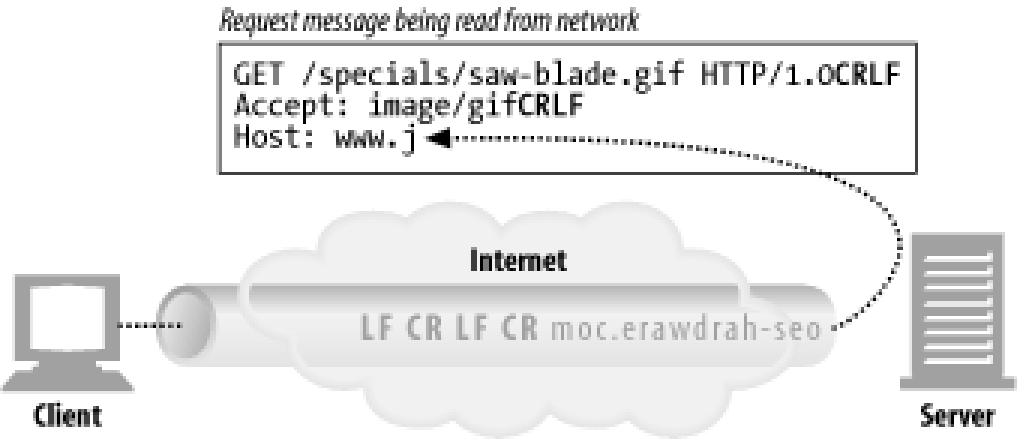 Request message being read from network
GET /specials/saw-blade.gif HTTP/1.0CRLF
Accept: image/gifCRLF
Host: www.j
Internet
LF CR LF CR moc.erawdrah-seo
Client
Server